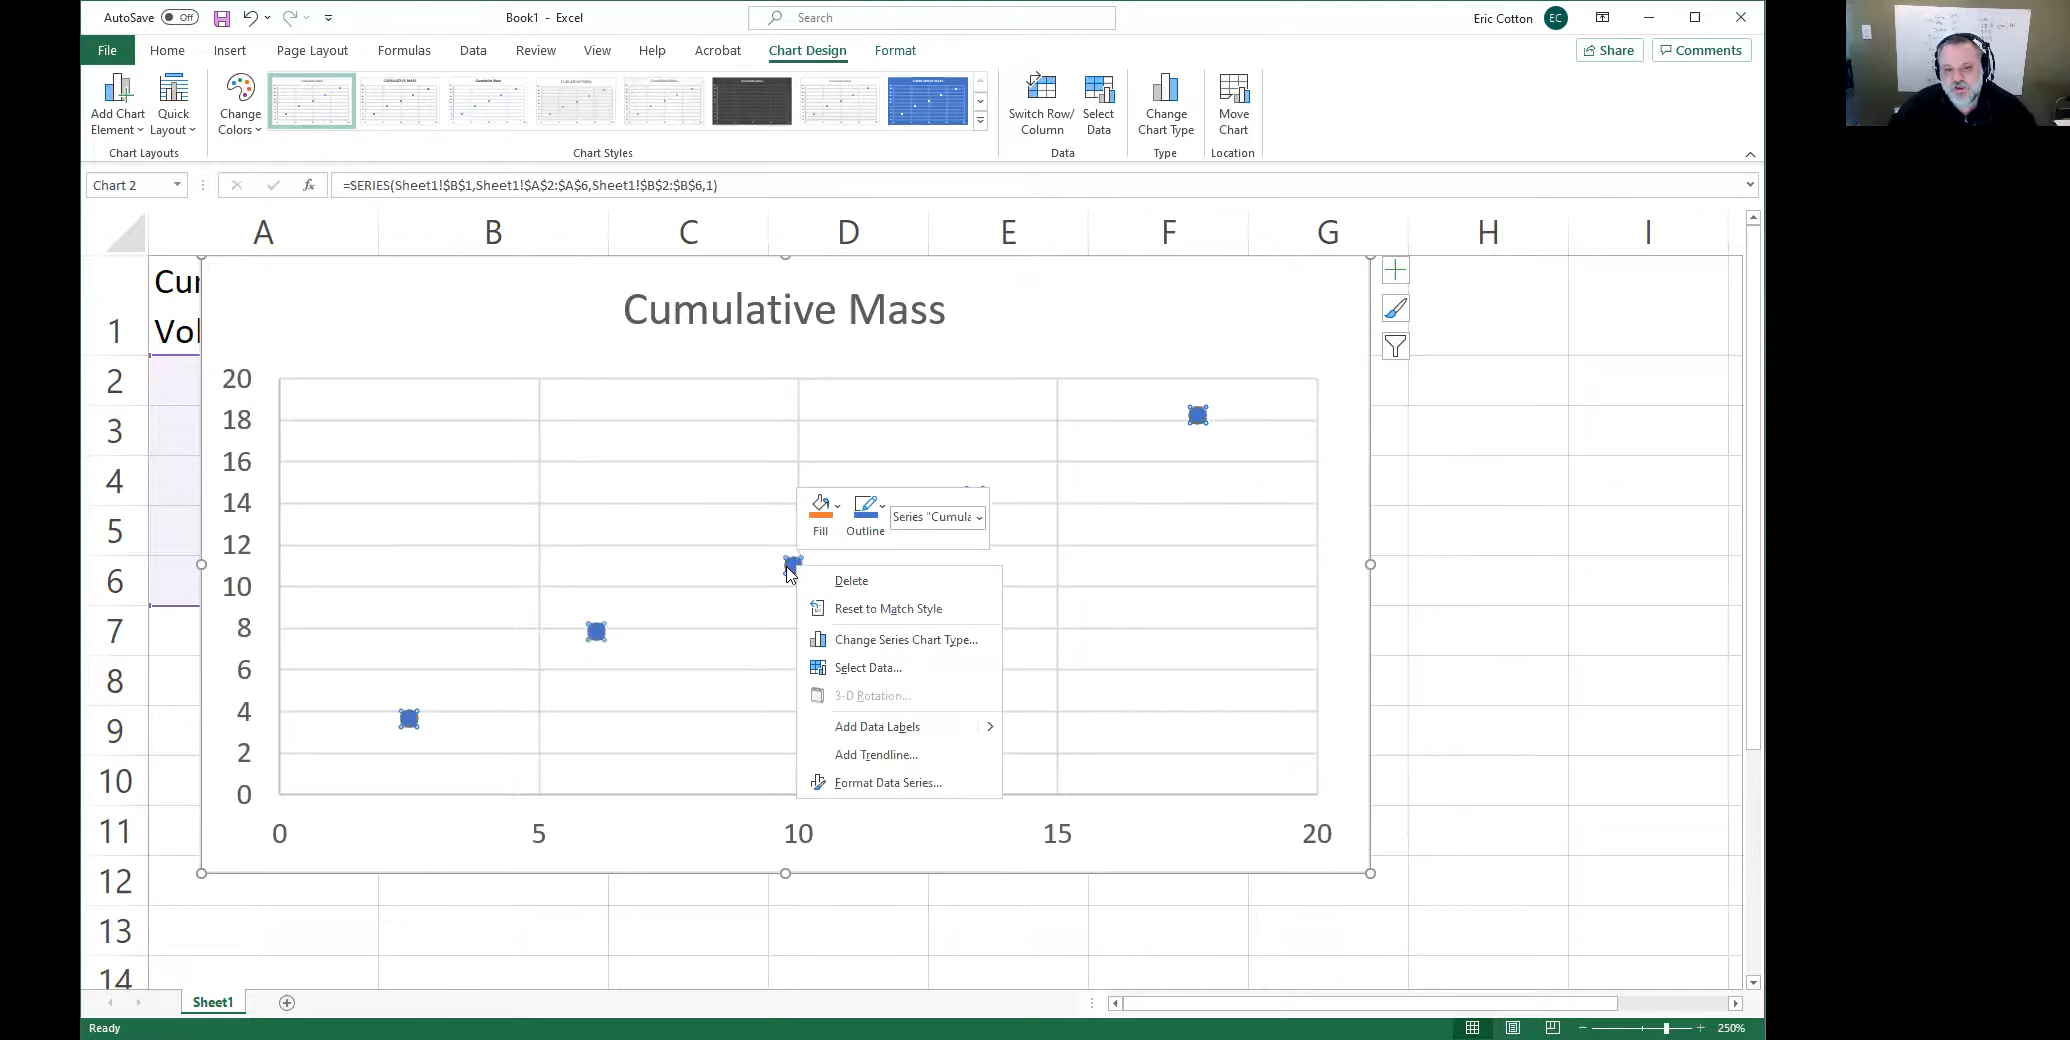 AutoSave Off
Book1 - Excel
Search
Eric Cotton EC
File Home Insert Page Layout Formulas Data Review View Help Acrobat Chart Design Format
Share Comments
Add Chart Element
Quick Layout
Change Colors
Switch Row/ Column
Select Data
Change Chart Type
Move Chart
Chart Layouts
Chart Styles
Data
Type
Location
Chart 2
fx
=SERIES(Sheet1!$B$1,Sheet1!$A$2:$A$6,Sheet1!$B$2:$B$6,1)
A B C D E F G H I
Cur
1 Vol
2
3
4
5
6
7
8
9
10
11
12
13
14
Cumulative Mass
20
18
16
14
12
10
8
6
4
2
0
0 5 10 15 20
Fill
Outline
Series "Cumula
Delete
Reset to Match Style
Change Series Chart Type...
Select Data...
3-D Rotation...
Add Data Labels
Add Trendline...
Format Data Series...
Sheet1
Ready
250%